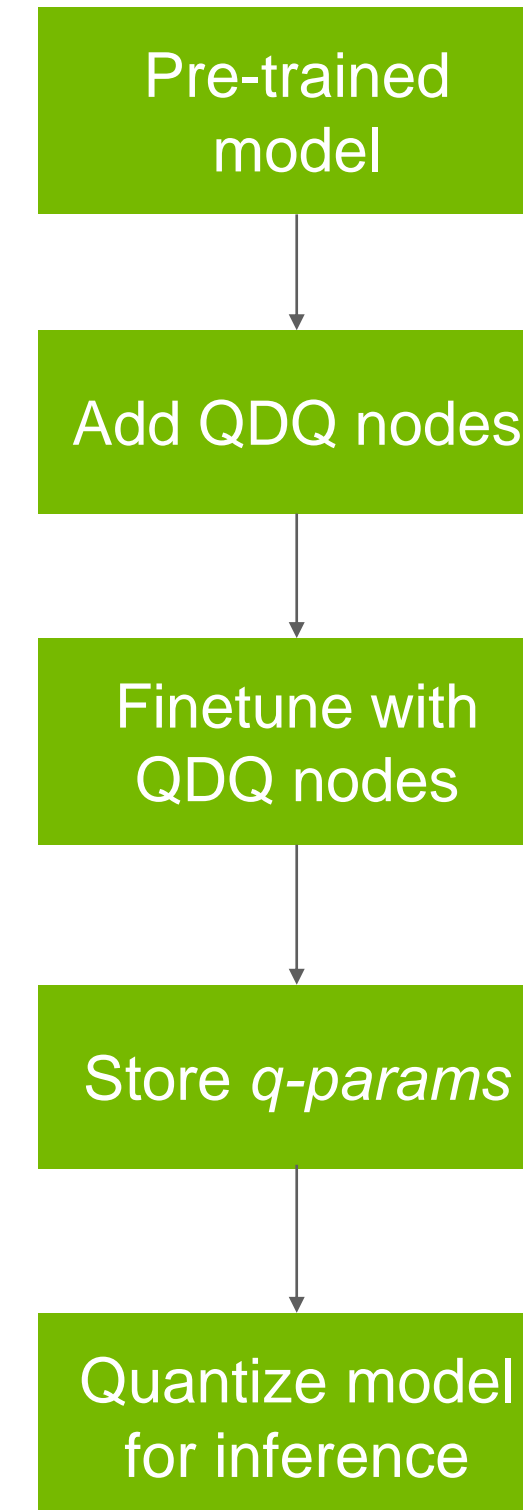 Pre-trained
model
Add QDQ nodes
Finetune with
QDQ nodes
Store q-params
Quantize model
for inference